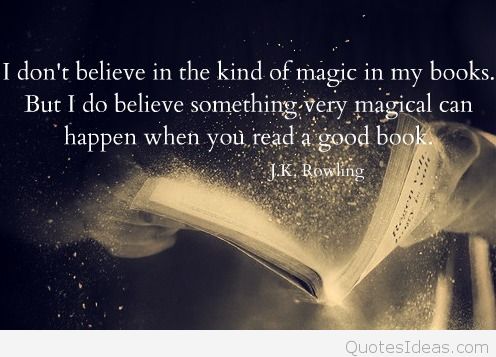 I don't believe in the kind of magic in my books.
But I do believe something very magical can
happen when you read a good book.
J.K. Rowling
QuotesIdeas.com